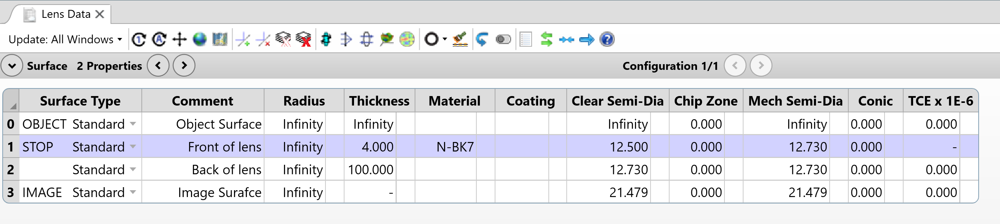 Lens Data
Update: All Windows
Surface 2 Properties Configuration 1/1
Surface Type Comment Radius Thickness Material Coating Clear Semi-Dia Chip Zone Mech Semi-Dia Conic TCE x 1E-6
0 OBJECT Standard Object Surface Infinity Infinity Infinity 0.000 Infinity 0.000 0.000
1 STOP Standard Front of lens Infinity 4.000 N-BK7 12.500 0.000 12.730 0.000 -
2 Standard Back of lens Infinity 100.000 12.730 0.000 12.730 0.000 0.000
3 IMAGE Standard Image Surafce Infinity - 21.479 0.000 21.479 0.000 0.000